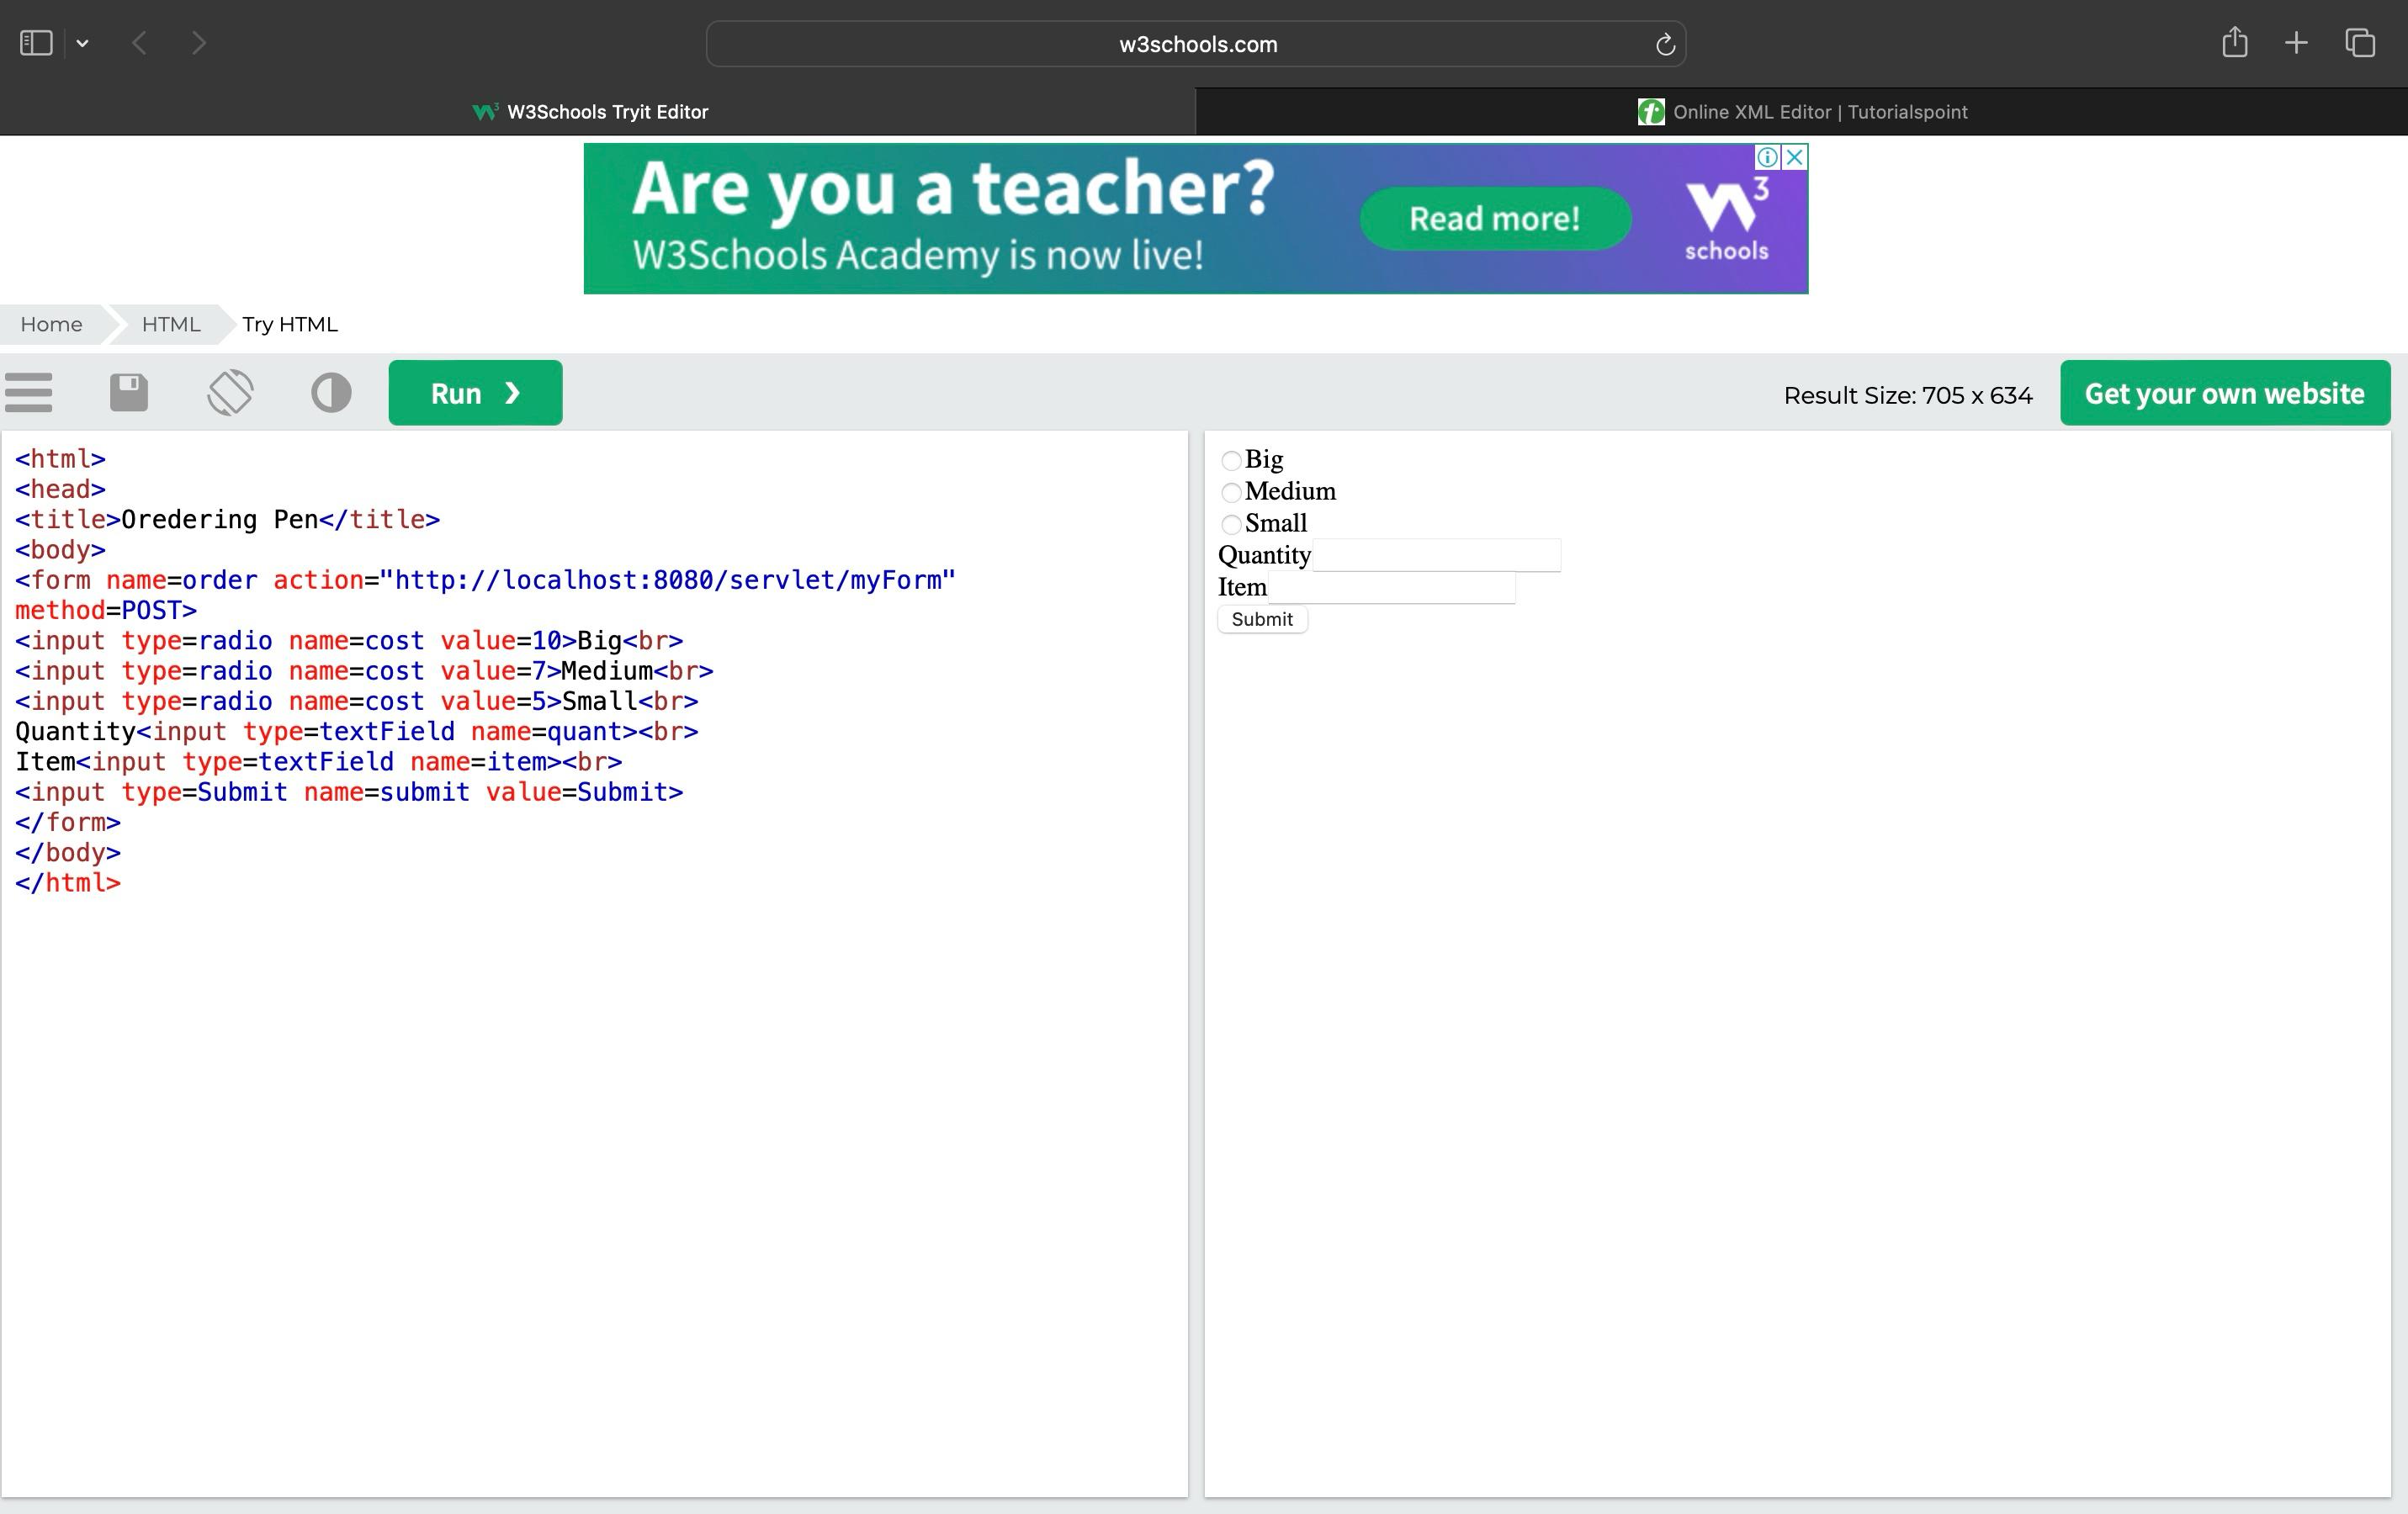 w3schools.com
W3Schools Tryit Editor
Online XML Editor | Tutorialspoint
Are you a teacher?
W3Schools Academy is now live!
Read more!
W3
schools
Home
HTML
Try HTML
Run ❯
Result Size: 705 x 634
Get your own website
<html>
<head>
<title>Oredering Pen</title>
<body>
<form name=order action="http://localhost:8080/servlet/myForm"
method=POST>
<input type=radio name=cost value=10>Big<br>
<input type=radio name=cost value=7>Medium<br>
<input type=radio name=cost value=5>Small<br>
Quantity<input type=textField name=quant><br>
Item<input type=textField name=item><br>
<input type=Submit name=submit value=Submit>
</form>
</body>
</html>
Big
Medium
Small
Quantity
Item
Submit